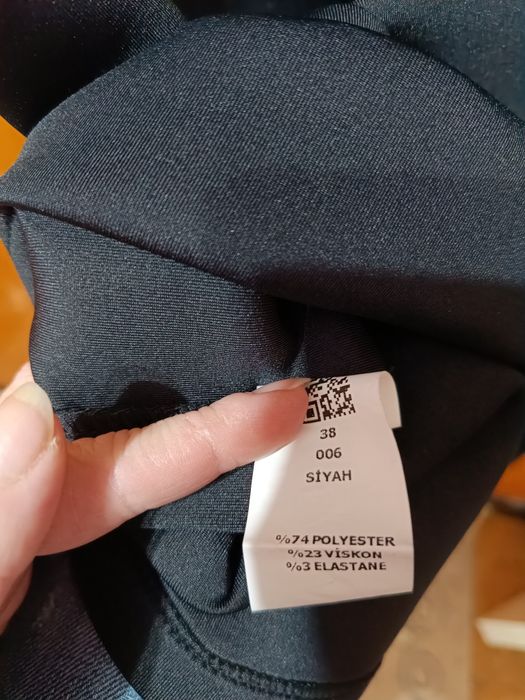 38
006
SİYAH
%74 POLYESTER
%23 VİSKON
%3 ELASTANE